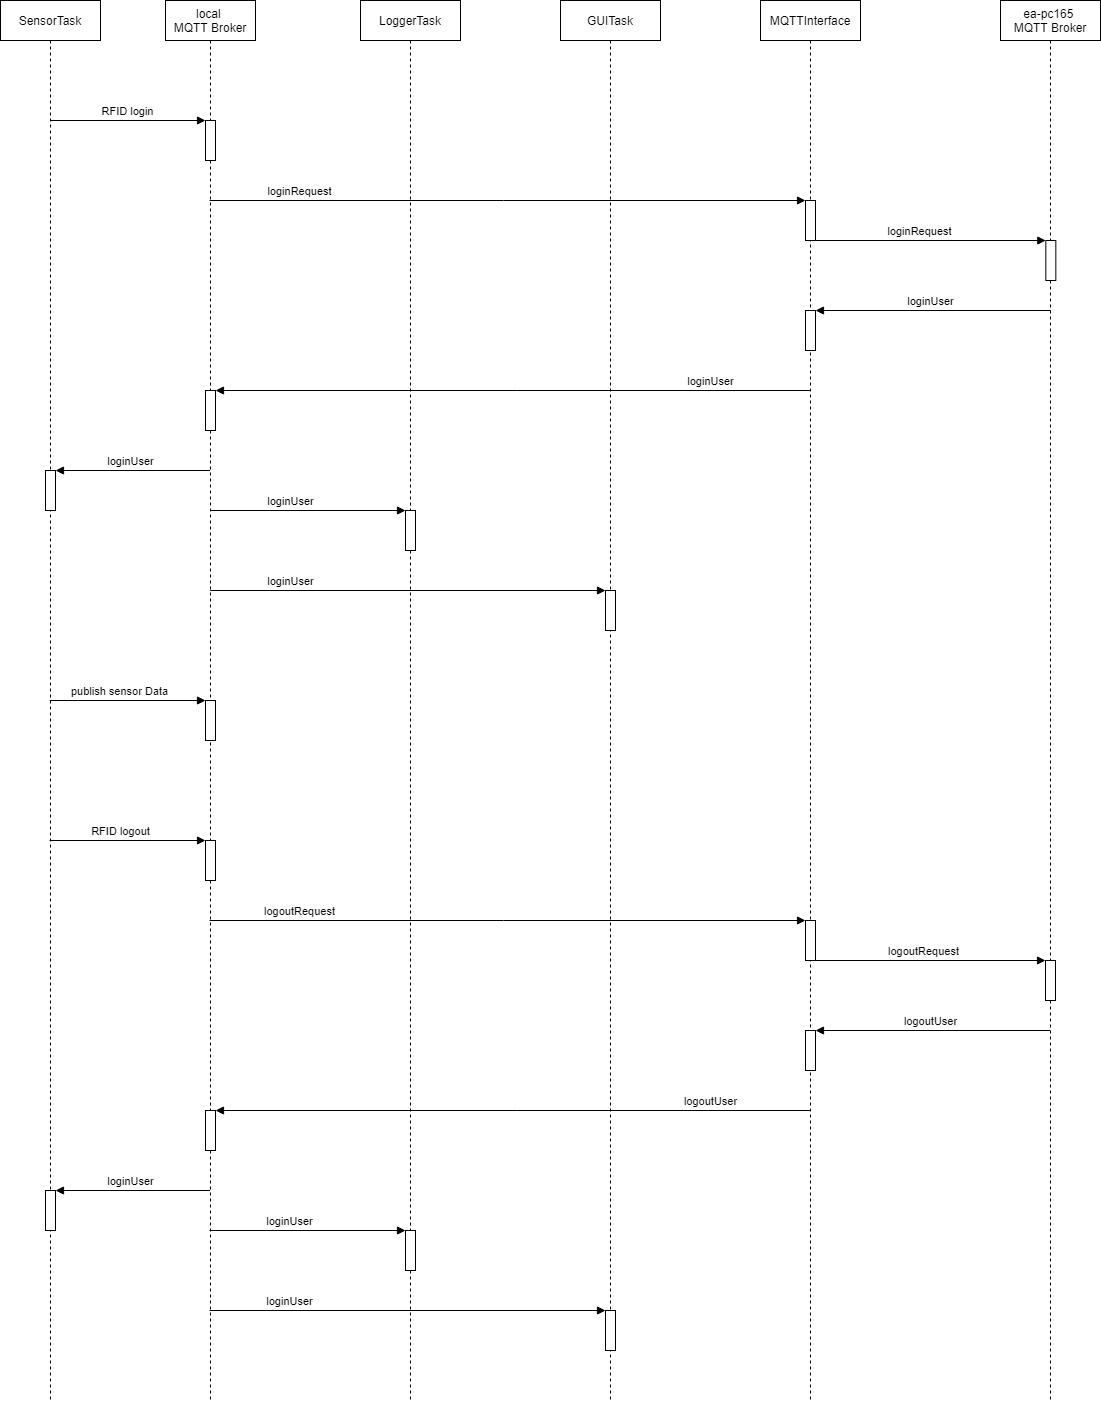 SensorTask
local
MQTT Broker
LoggerTask
GUITask
MQTTInterface
ea-pc165
MQTT Broker
RFID login
loginRequest
loginRequest
loginUser
loginUser
loginUser
loginUser
loginUser
publish sensor Data
RFID logout
logoutRequest
logoutRequest
logoutUser
logoutUser
loginUser
loginUser
loginUser